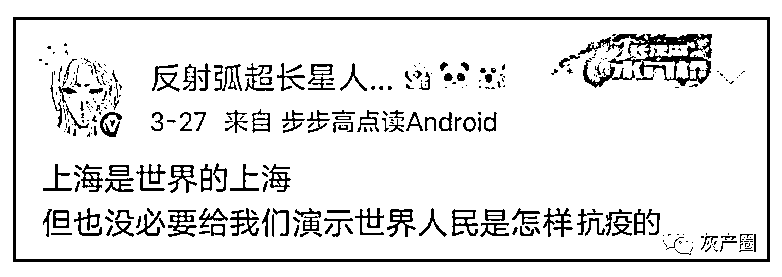 反射弧超长星人...
3-27 来自 步步高点读Android
上海是世界的上海
但也没必要给我们演示世界人民是怎样抗疫的
灰产圈